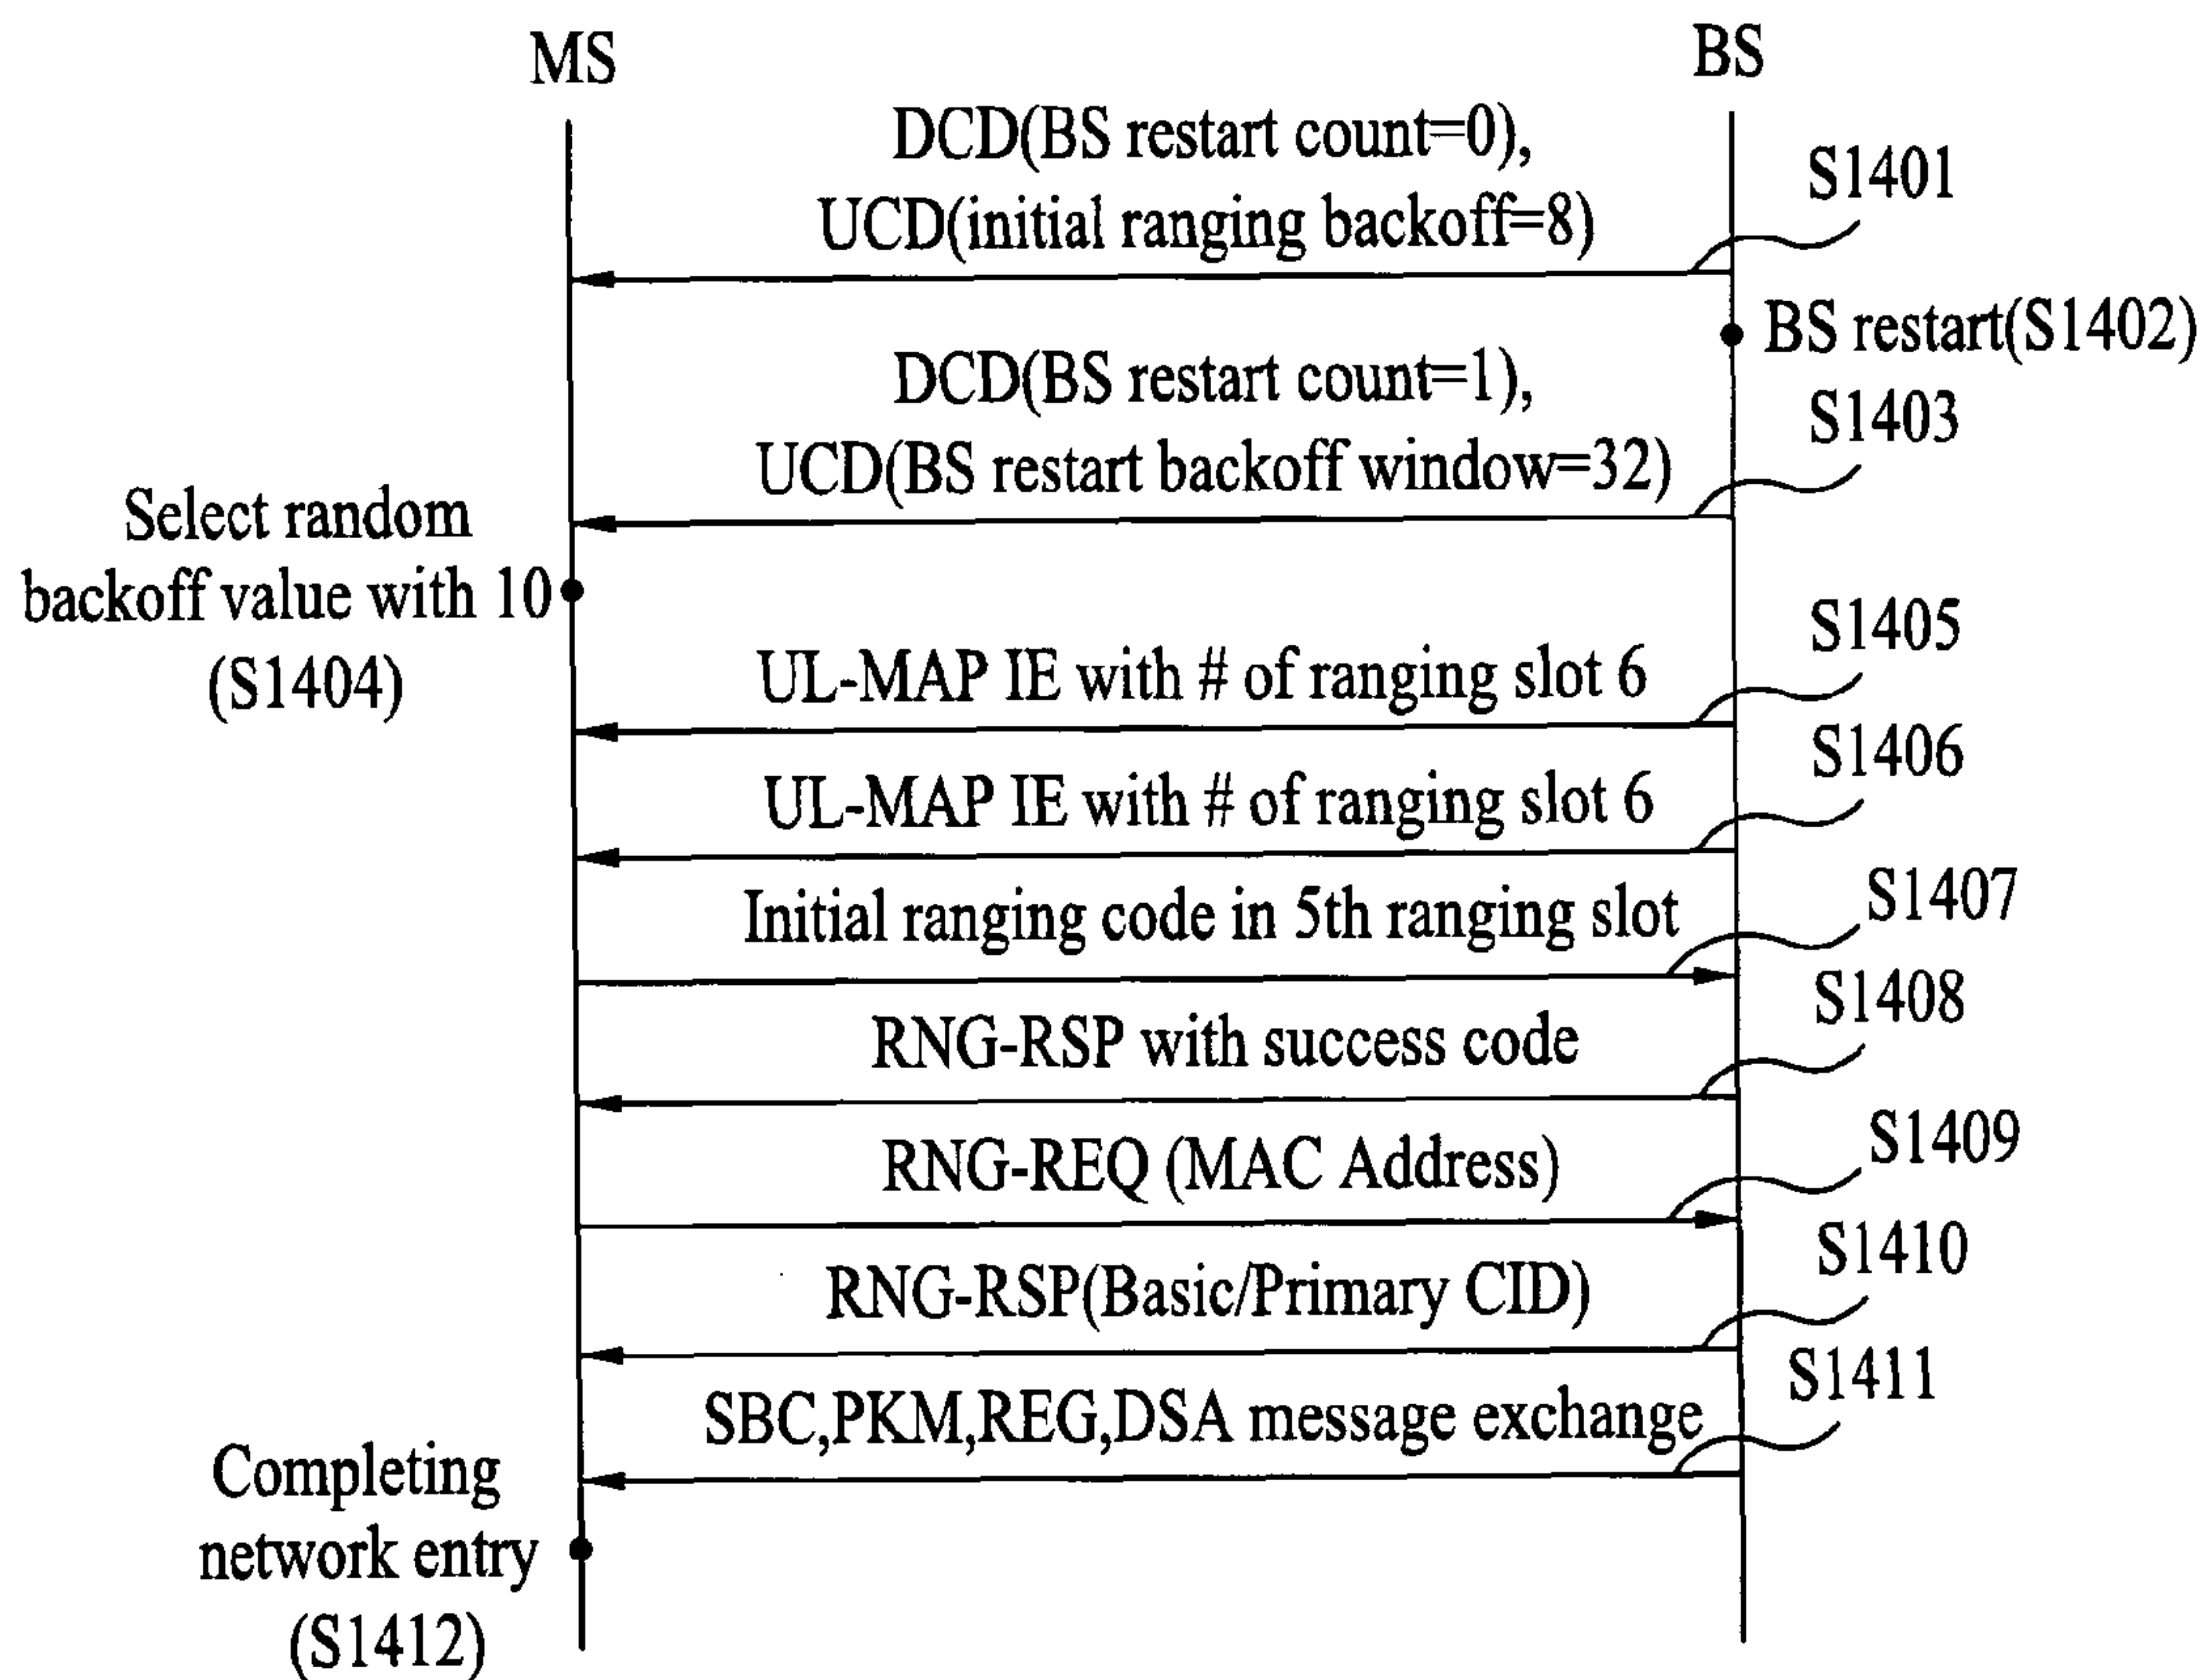 MS
BS
DCD(BS restart count=0),
UCD(initial ranging backoff=8)
S1401
BS restart(S1402)
DCD(BS restart count=1),
UCD(BS restart backoff window=32)
S1403
Select random
backoff value with 10
(S1404)
UL-MAP IE with # of ranging slot 6
S1405
UL-MAP IE with # of ranging slot 6
S1406
Initial ranging code in 5th ranging slot
S1407
RNG-RSP with success code
S1408
RNG-REQ (MAC Address)
S1409
RNG-RSP(Basic/Primary CID)
S1410
SBC,PKM,REG,DSA message exchange
S1411
Completing
network entry
(S1412)